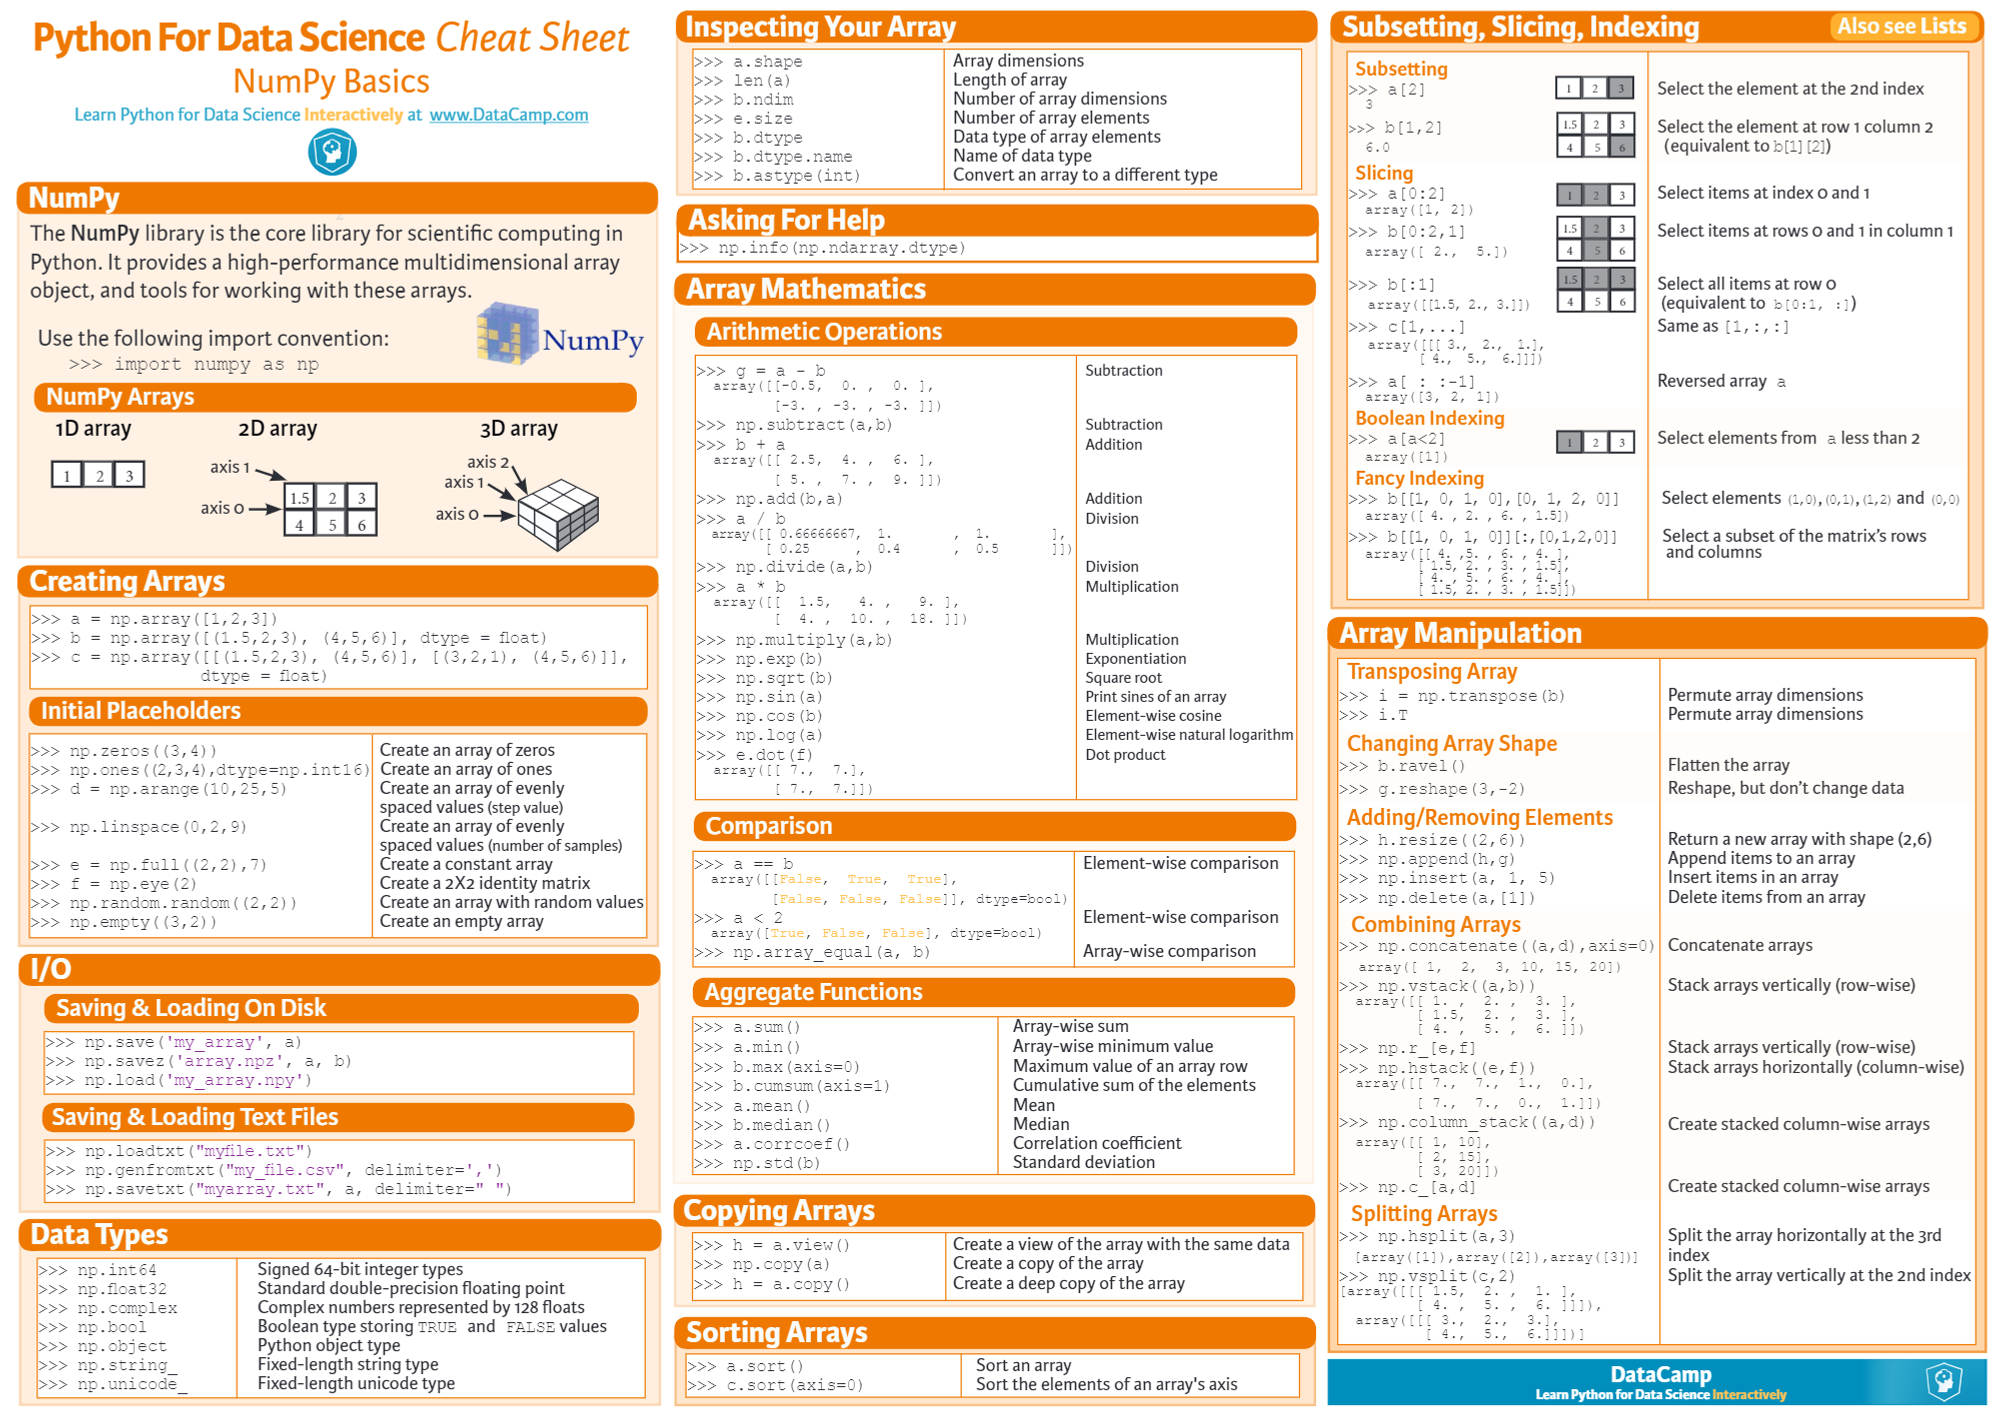 Python For Data Science Cheat Sheet
NumPy Basics
Learn Python for Data Science Interactively at www.DataCamp.com
NumPy
2
The NumPy library is the core library for scientific computing in
Python. It provides a high-performance multidimensional array
object, and tools for working with these arrays.
Use the following import convention:
>>> import numpy as np
NumPy
NumPy Arrays
1D array
2D array
3D array
1 2 3
axis 1
axis 0
1.5 2 3
4 5 6
axis 2
axis 1
axis 0
Creating Arrays
>>> a = np.array([1,2,3])
>>> b = np.array([(1.5,2,3), (4,5,6)], dtype = float)
>>> c = np.array([[(1.5,2,3), (4,5,6)], [(3,2,1), (4,5,6)]],
dtype = float)
Initial Placeholders
>>> np.zeros((3,4)) Create an array of zeros
>>> np.ones((2,3,4),dtype=np.int16) Create an array of ones
>>> d = np.arange(10,25,5) Create an array of evenly
spaced values (step value)
>>> np.linspace(0,2,9) Create an array of evenly
spaced values (number of samples)
>>> e = np.full((2,2),7) Create a constant array
>>> f = np.eye(2) Create a 2X2 identity matrix
>>> np.random.random((2,2)) Create an array with random values
>>> np.empty((3,2)) Create an empty array
I/O
Saving & Loading On Disk
>>> np.save('my_array', a)
>>> np.savez('array.npz', a, b)
>>> np.load('my_array.npy')
Saving & Loading Text Files
>>> np.loadtxt("myfile.txt")
>>> np.genfromtxt("my_file.csv", delimiter=',')
>>> np.savetxt("myarray.txt", a, delimiter=" ")
Data Types
>>> np.int64 Signed 64-bit integer types
>>> np.float32 Standard double-precision floating point
>>> np.complex Complex numbers represented by 128 floats
>>> np.bool Boolean type storing TRUE and FALSE values
>>> np.object Python object type
>>> np.string_ Fixed-length string type
>>> np.unicode_ Fixed-length unicode type
Inspecting Your Array
>>> a.shape Array dimensions
>>> len(a) Length of array
>>> b.ndim Number of array dimensions
>>> e.size Number of array elements
>>> b.dtype Data type of array elements
>>> b.dtype.name Name of data type
>>> b.astype(int) Convert an array to a different type
Asking For Help
>>> np.info(np.ndarray.dtype)
Array Mathematics
Arithmetic Operations
>>> g = a - b Subtraction
array([[-0.5, 0. , 0. ],
[-3. , -3. , -3. ]])
>>> np.subtract(a,b) Subtraction
>>> b + a Addition
array([[ 2.5, 4. , 6. ],
[ 5. , 7. , 9. ]])
>>> np.add(b,a) Addition
>>> a / b Division
array([[ 0.66666667, 1. , 1. ],
[ 0.25 , 0.4 , 0.5 ]])
>>> np.divide(a,b) Division
>>> a * b Multiplication
array([[ 1.5, 4. , 9. ],
[ 4. , 10. , 18. ]])
>>> np.multiply(a,b) Multiplication
>>> np.exp(b) Exponentiation
>>> np.sqrt(b) Square root
>>> np.sin(a) Print sines of an array
>>> np.cos(b) Element-wise cosine
>>> np.log(a) Element-wise natural logarithm
>>> e.dot(f) Dot product
array([[ 7., 7.],
[ 7., 7.]])
Comparison
>>> a == b Element-wise comparison
array([[False, True, True],
[False, False, False]], dtype=bool)
>>> a < 2 Element-wise comparison
array([True, False, False], dtype=bool)
>>> np.array_equal(a, b) Array-wise comparison
Aggregate Functions
>>> a.sum() Array-wise sum
>>> a.min() Array-wise minimum value
>>> b.max(axis=0) Maximum value of an array row
>>> b.cumsum(axis=1) Cumulative sum of the elements
>>> a.mean() Mean
>>> b.median() Median
>>> a.corrcoef() Correlation coefficient
>>> np.std(b) Standard deviation
Copying Arrays
>>> h = a.view() Create a view of the array with the same data
>>> np.copy(a) Create a copy of the array
>>> h = a.copy() Create a deep copy of the array
Sorting Arrays
>>> a.sort() Sort an array
>>> c.sort(axis=0) Sort the elements of an array's axis
Subsetting, Slicing, Indexing Also see Lists
Subsetting
>>> a[2] 1 2 3 Select the element at the 2nd index
3
>>> b[1,2] 1.5 2 3 Select the element at row 1 column 2
6.0 4 5 6 (equivalent to b[1][2])
Slicing
>>> a[0:2] 1 2 3 Select items at index 0 and 1
array([1, 2])
>>> b[0:2,1] 1.5 2 3 Select items at rows 0 and 1 in column 1
array([ 2., 5.]) 4 5 6
>>> b[:1] 1.5 2 3 Select all items at row 0
array([[1.5, 2., 3.]]) 4 5 6 (equivalent to b[0:1, :])
>>> c[1,...] Same as [1,:,:]
array([[[ 3., 2., 1.],
[ 4., 5., 6.]]])
>>> a[ : :-1] Reversed array a
array([3, 2, 1])
Boolean Indexing
>>> a[a<2] 1 2 3 Select elements from a less than 2
array([1])
Fancy Indexing
>>> b[[1, 0, 1, 0],[0, 1, 2, 0]] Select elements (1,0),(0,1),(1,2) and (0,0)
array([ 4. , 2. , 6. , 1.5])
>>> b[[1, 0, 1, 0]][:,[0,1,2,0]] Select a subset of the matrix's rows
and columns
array([[ 4. ,5. , 6. , 4. ],
[ 1.5, 2. , 3. , 1.5],
[ 4. , 5. , 6. , 4. ],
[ 1.5, 2. , 3. , 1.5]])
Array Manipulation
Transposing Array
>>> i = np.transpose(b) Permute array dimensions
>>> i.T Permute array dimensions
Changing Array Shape
>>> b.ravel() Flatten the array
>>> g.reshape(3,-2) Reshape, but don't change data
Adding/Removing Elements
>>> h.resize((2,6)) Return a new array with shape (2,6)
>>> np.append(h,g) Append items to an array
>>> np.insert(a, 1, 5) Insert items in an array
>>> np.delete(a,[1]) Delete items from an array
Combining Arrays
>>> np.concatenate((a,d),axis=0) Concatenate arrays
array([ 1, 2, 3, 10, 15, 20])
>>> np.vstack((a,b)) Stack arrays vertically (row-wise)
array([[ 1. , 2. , 3. ],
[ 1.5, 2. , 3. ],
[ 4. , 5. , 6. ]])
>>> np.r_[e,f] Stack arrays vertically (row-wise)
>>> np.hstack((e,f)) Stack arrays horizontally (column-wise)
array([[ 7., 7., 1., 0.],
[ 7., 7., 0., 1.]])
>>> np.column_stack((a,d)) Create stacked column-wise arrays
array([[ 1, 10],
[ 2, 15],
[ 3, 20]])
>>> np.c_[a,d] Create stacked column-wise arrays
Splitting Arrays
>>> np.hsplit(a,3) Split the array horizontally at the 3rd
index
[array([1]),array([2]),array([3])]
>>> np.vsplit(c,2) Split the array vertically at the 2nd index
[array([[[ 1.5, 2. , 1. ],
[ 4. , 5. , 6. ]]]),
array([[[ 3., 2., 3.],
[ 4., 5., 6.]]])]
DataCamp
Learn Python for Data Science Interactively